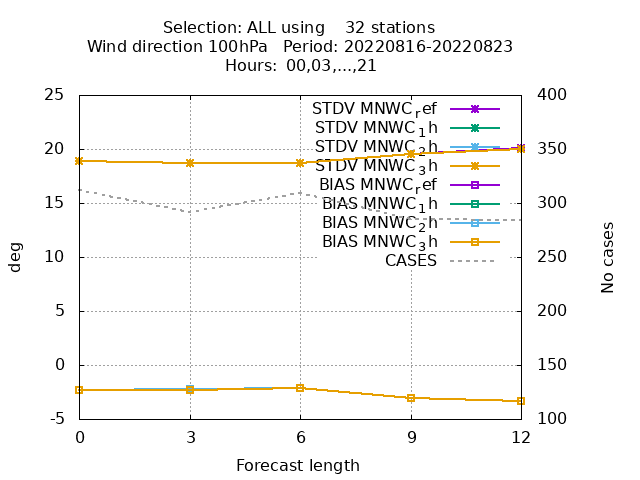 Selection: ALL using 32 stations
Wind direction 100hPa Period: 20220816-20220823
Hours: 00,03,...,21
25 400
20 350
15 300
10 250
5 200
0 150
-5 100
0 3 6 9 12
deg
No cases
Forecast length
STDV MNWC_ref
STDV MNWC_1h
STDV MNWC_2h
STDV MNWC_3h
BIAS MNWC_ref
BIAS MNWC_1h
BIAS MNWC_2h
BIAS MNWC_3h
CASES